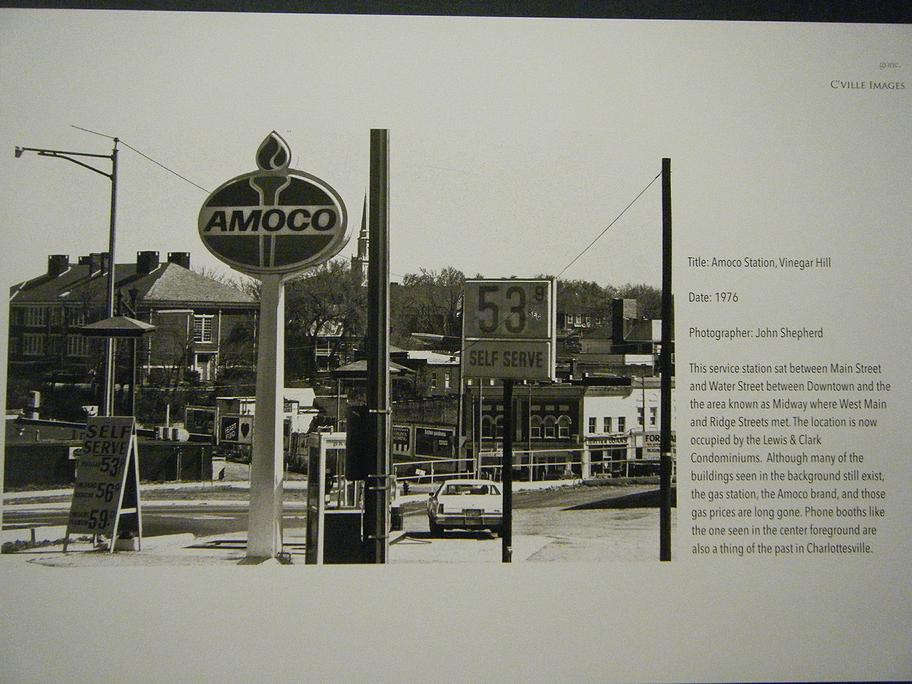 gone.
C'VILLE IMAGES
AMOCO
53 9
SELF SERVE
SELF
SERVE
53
56
59
FOR
Title: Amoco Station, Vinegar Hill
Date: 1976
Photographer: John Shepherd
This service station sat between Main Street
and Water Street between Downtown and the
the area known as Midway where West Main
and Ridge Streets met. The location is now
occupied by the Lewis & Clark
Condominiums. Although many of the
buildings seen in the background still exist,
the gas station, the Amoco brand, and those
gas prices are long gone. Phone booths like
the one seen in the center foreground are
also a thing of the past in Charlottesville.